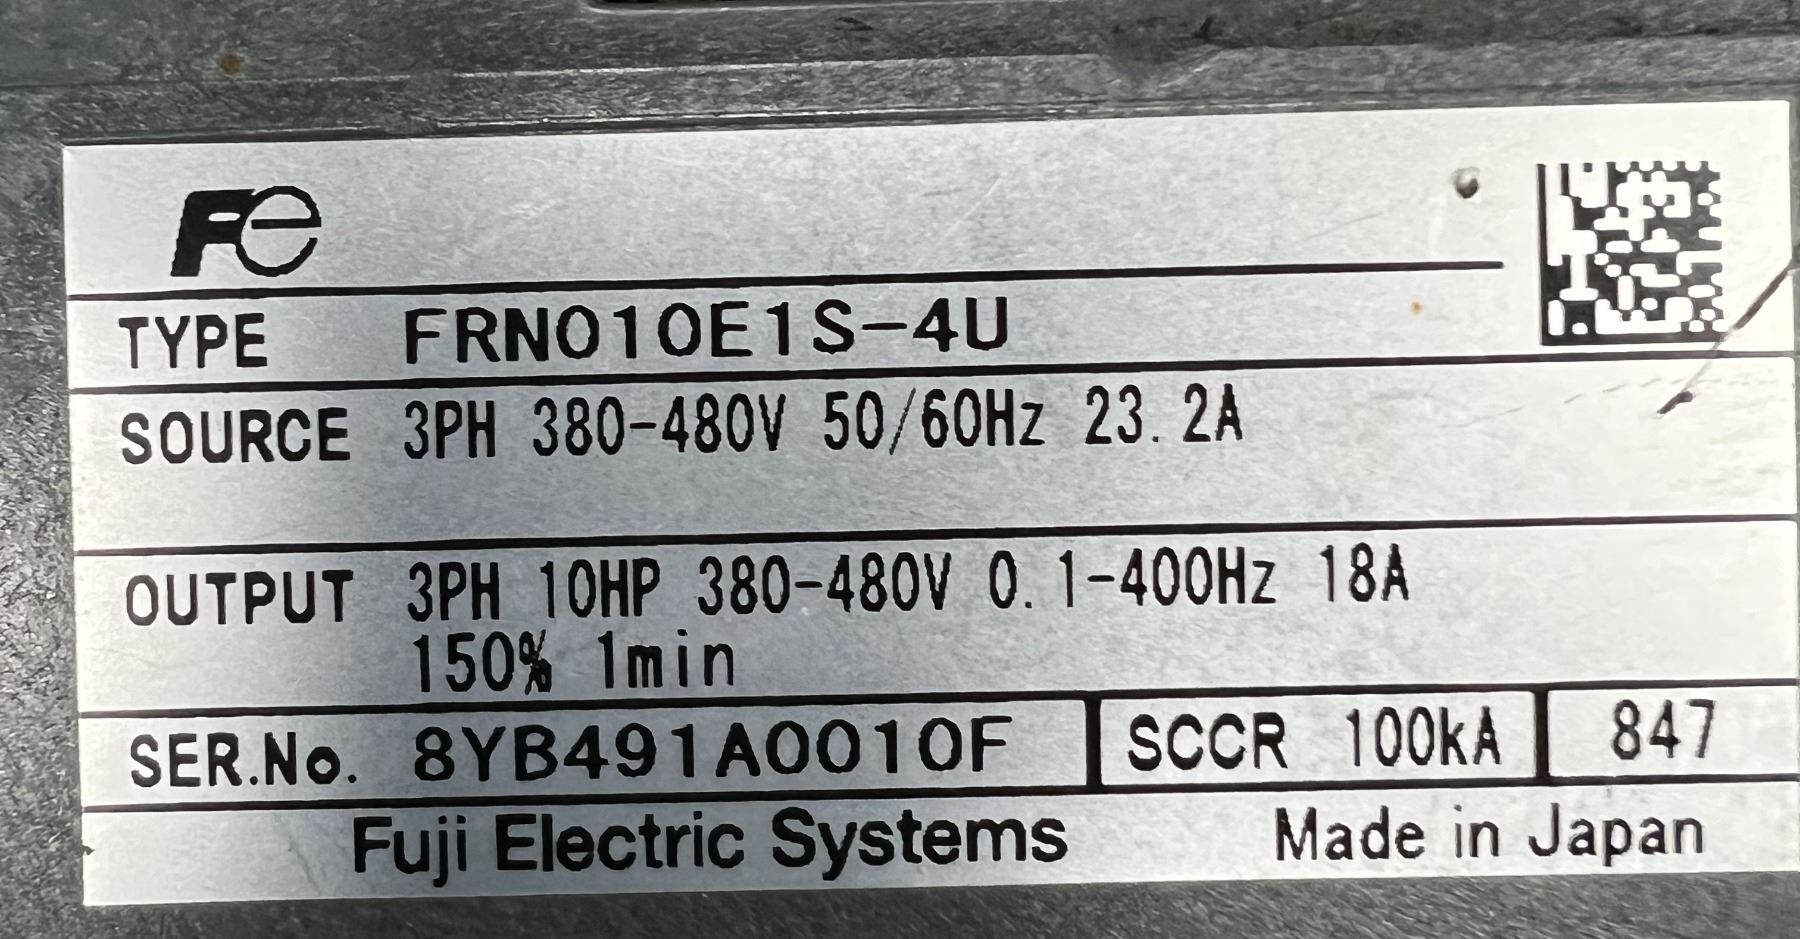 Fe
TYPE FRN010E1S-4U
SOURCE 3PH 380-480V 50/60Hz 23.2A
OUTPUT 3PH 10HP 380-480V 0.1-400Hz 18A
150% 1min
SER.No. 8YB491A0010F SCCR 100kA 847
Fuji Electric Systems Made in Japan